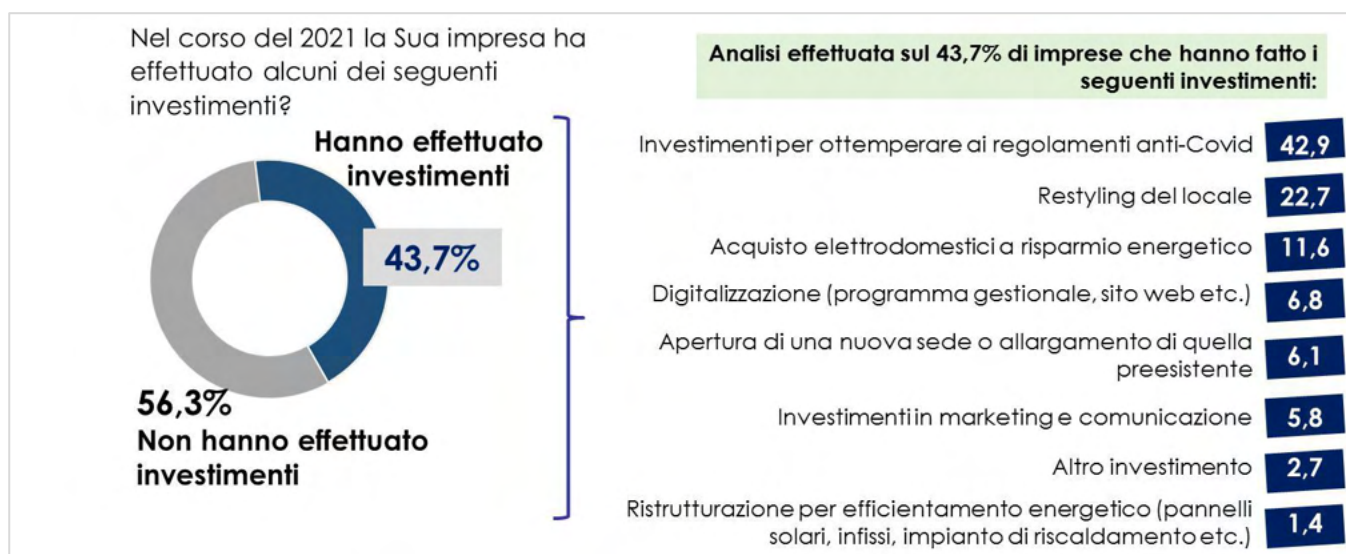 Nel corso del 2021 la Sua impresa ha
effettuato alcuni dei seguenti
investimenti?
Hanno effettuato
investimenti
43,7%
56,3%
Non hanno effettuato
investimenti
Analisi effettuata sul 43,7% di imprese che hanno fatto i
seguenti investimenti:
Investimenti per ottemperare ai regolamenti anti-Covid 42,9
Restyling del locale 22,7
Acquisto elettrodomestici a risparmio energetico 11,6
Digitalizzazione (programma gestionale, sito web etc.) 6,8
Apertura di una nuova sede o allargamento di quella
preesistente 6,1
Investimenti in marketing e comunicazione 5,8
Altro investimento 2,7
Ristrutturazione per efficientamento energetico (pannelli
solari, infissi, impianto di riscaldamento etc.) 1,4